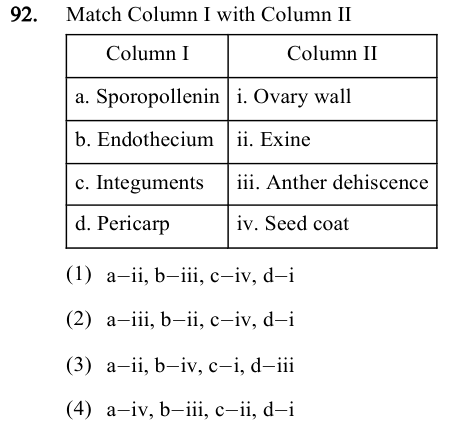 92. Match Column I with Column II
Column I Column II
a. Sporopollenin i. Ovary wall
b. Endothecium ii. Exine
c. Integuments iii. Anther dehiscence
d. Pericarp iv. Seed coat
(1) a–ii, b–iii, c–iv, d–i
(2) a–iii, b–ii, c–iv, d–i
(3) a–ii, b–iv, c–i, d–iii
(4) a–iv, b–iii, c–ii, d–i